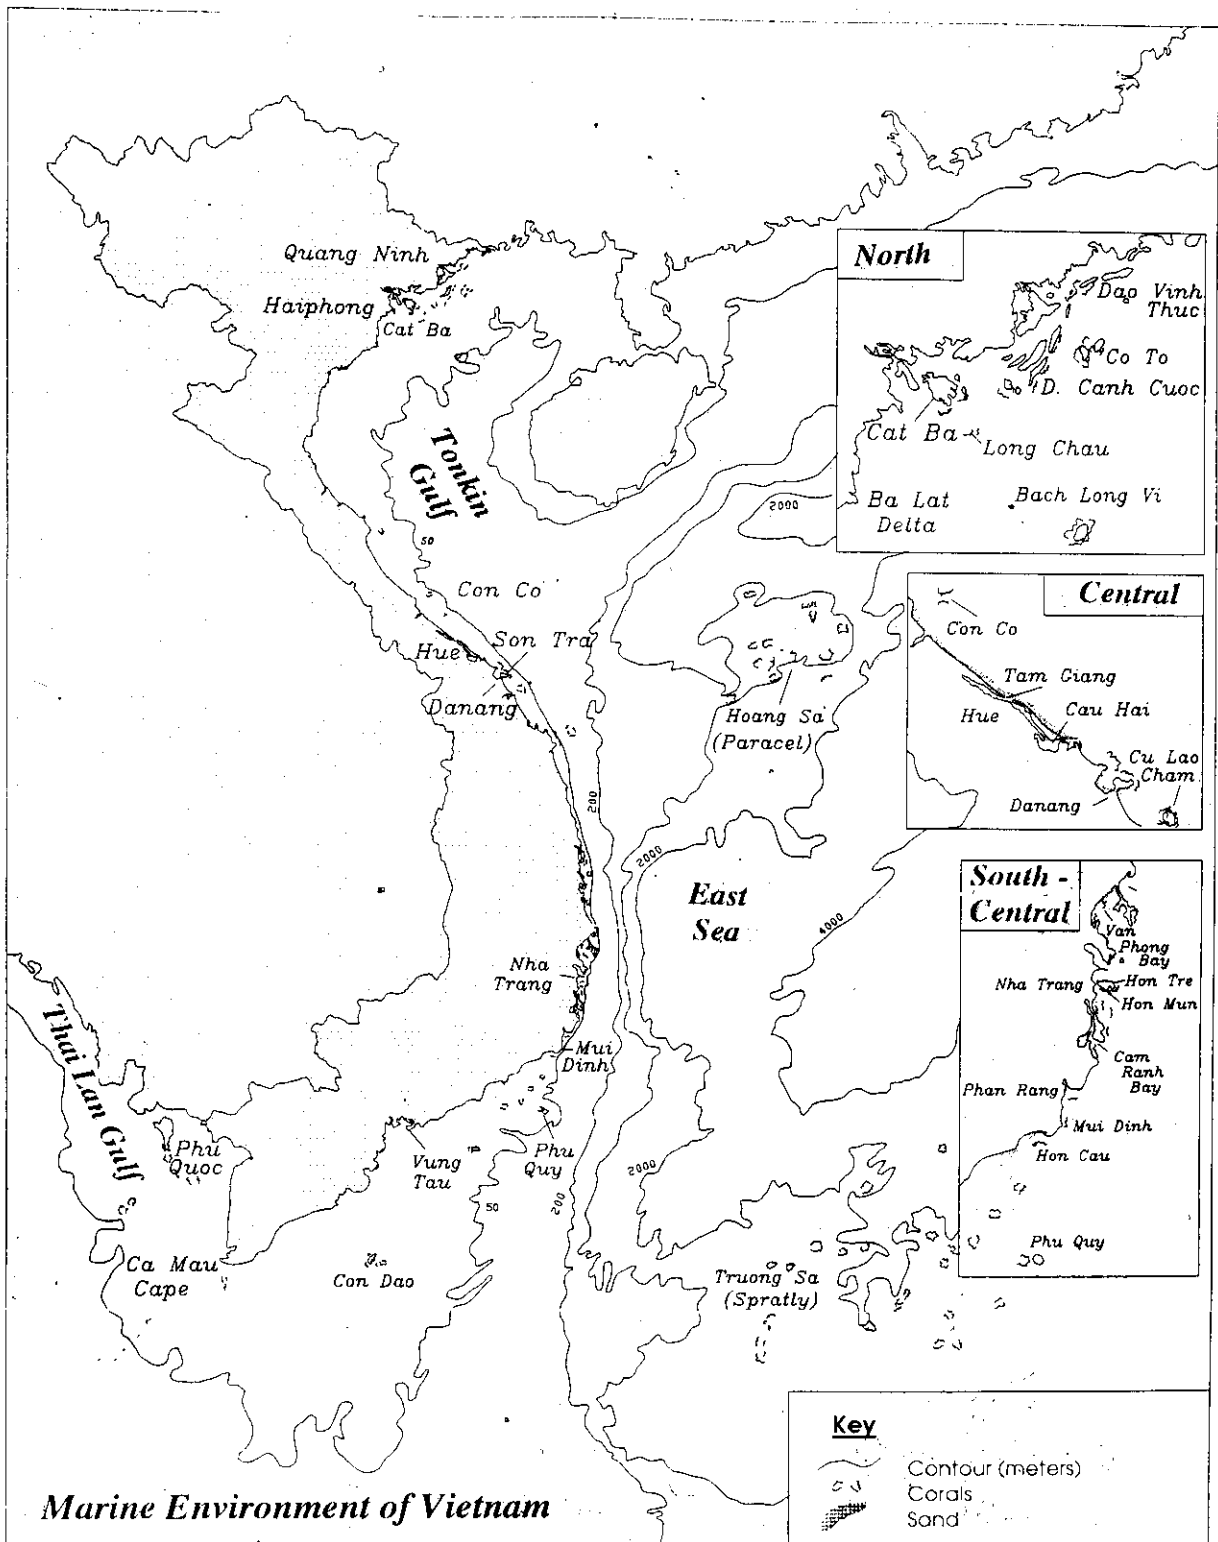 Quang Ninh
Haiphong
Cat Ba
Tonkin
Gulf
50
Con Co
Son Tra
Hue
Danang
Hoang Sa
(Paracel)
2000
200
2000
East
Sea
4000
Nha
Trang
Mui
Dinh
Thai Lan Gulf
Phu
Quoc
Vung
Tau
Phu
Quy
50
200
2000
Ca Mau
Cape
Con Dao
Truong Sa
(Spratly)
North
Dao Vinh
Thuc
Co To
D. Canh Cuoc
Cat Ba
Long Chau
Ba Lat
Delta
Bach Long Vi
Central
Con Co
Tam Giang
Hue
Cau Hai
Cu Lao
Cham
Danang
South -
Central
Van
Phong
Bay
Nha Trang
Hon Tre
Hon Mun
Cam
Ranh
Bay
Phan Rang
Mui Dinh
Hon Cau
Phu Quy
Key
Contour (meters)
Corals
Sand
Marine Environment of Vietnam